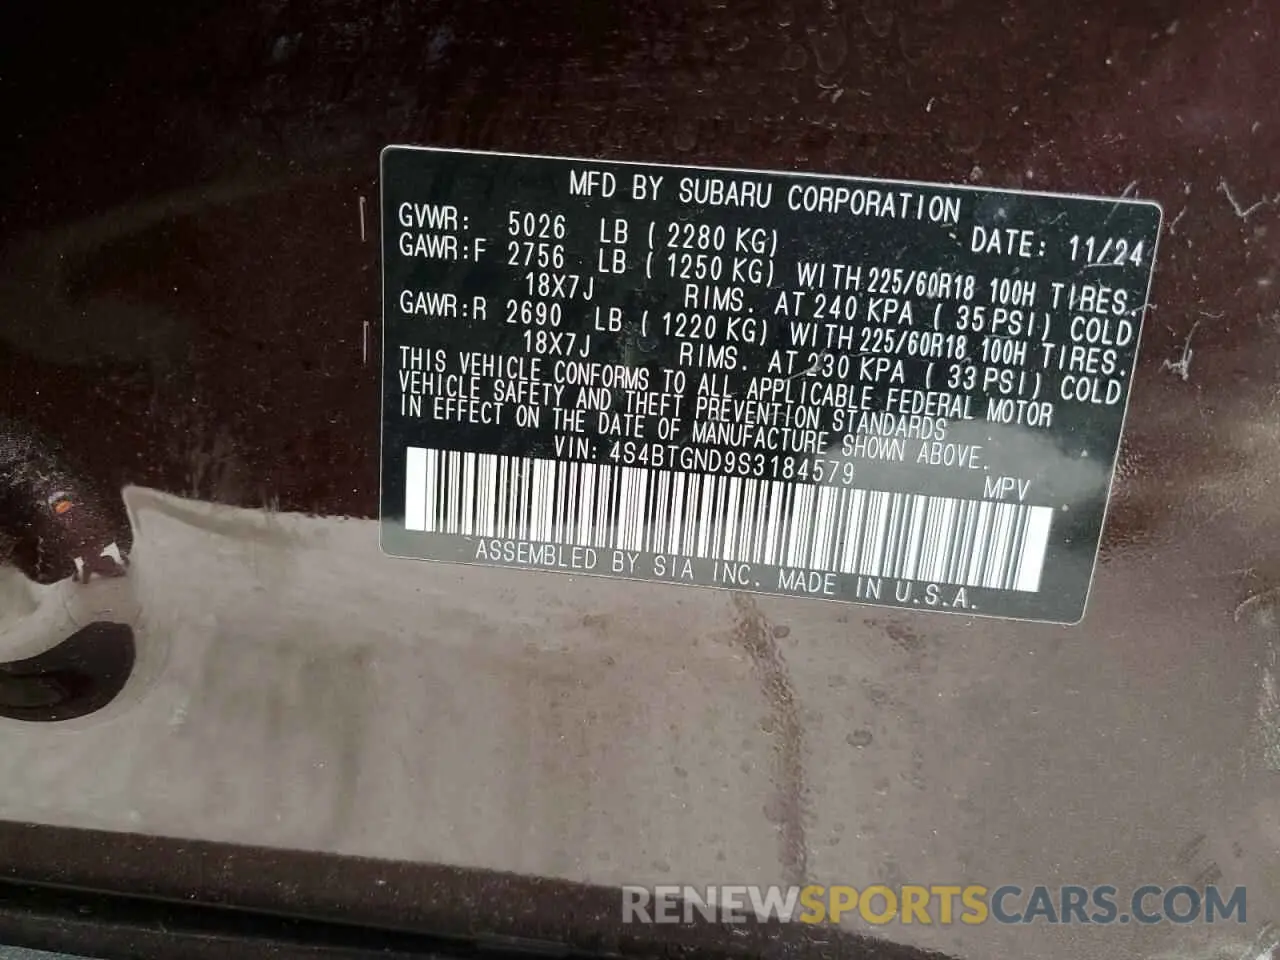 MFD BY SUBARU CORPORATION
GVWR: 5026 LB ( 2280 KG) DATE: 11/24
GAWR:F 2756 LB ( 1250 KG) WITH 225/60R18 100H TIRES.
18X7J RIMS. AT 240 KPA ( 35 PSI) COLD
GAWR:R 2690 LB ( 1220 KG) WITH 225/60R18 100H TIRES.
18X7J RIMS. AT 230 KPA ( 33 PSI) COLD
THIS VEHICLE CONFORMS TO ALL APPLICABLE FEDERAL MOTOR
VEHICLE SAFETY AND THEFT PREVENTION STANDARDS
IN EFFECT ON THE DATE OF MANUFACTURE SHOWN ABOVE.
VIN: 4S4BTGND9S3184579 MPV
ASSEMBLED BY SIA INC. MADE IN U.S.A.
RENEWSPORTSCARS.COM